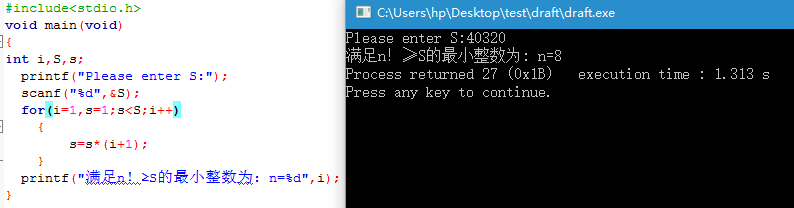 #include<stdio.h>
void main(void)
{
int i,S,s;
printf("Please enter S:");
scanf("%d",&S);
for(i=1,s=1;s<S;i++)
{
s=s*(i+1);
}
printf("满足n! ≥S的最小整数为: n=%d",i);
}
C:\Users\hp\Desktop\test\draft\draft.exe
Please enter S:40320
满足n! ≥S的最小整数为: n=8
Process returned 27 (0x1B)   execution time : 1.313 s
Press any key to continue.